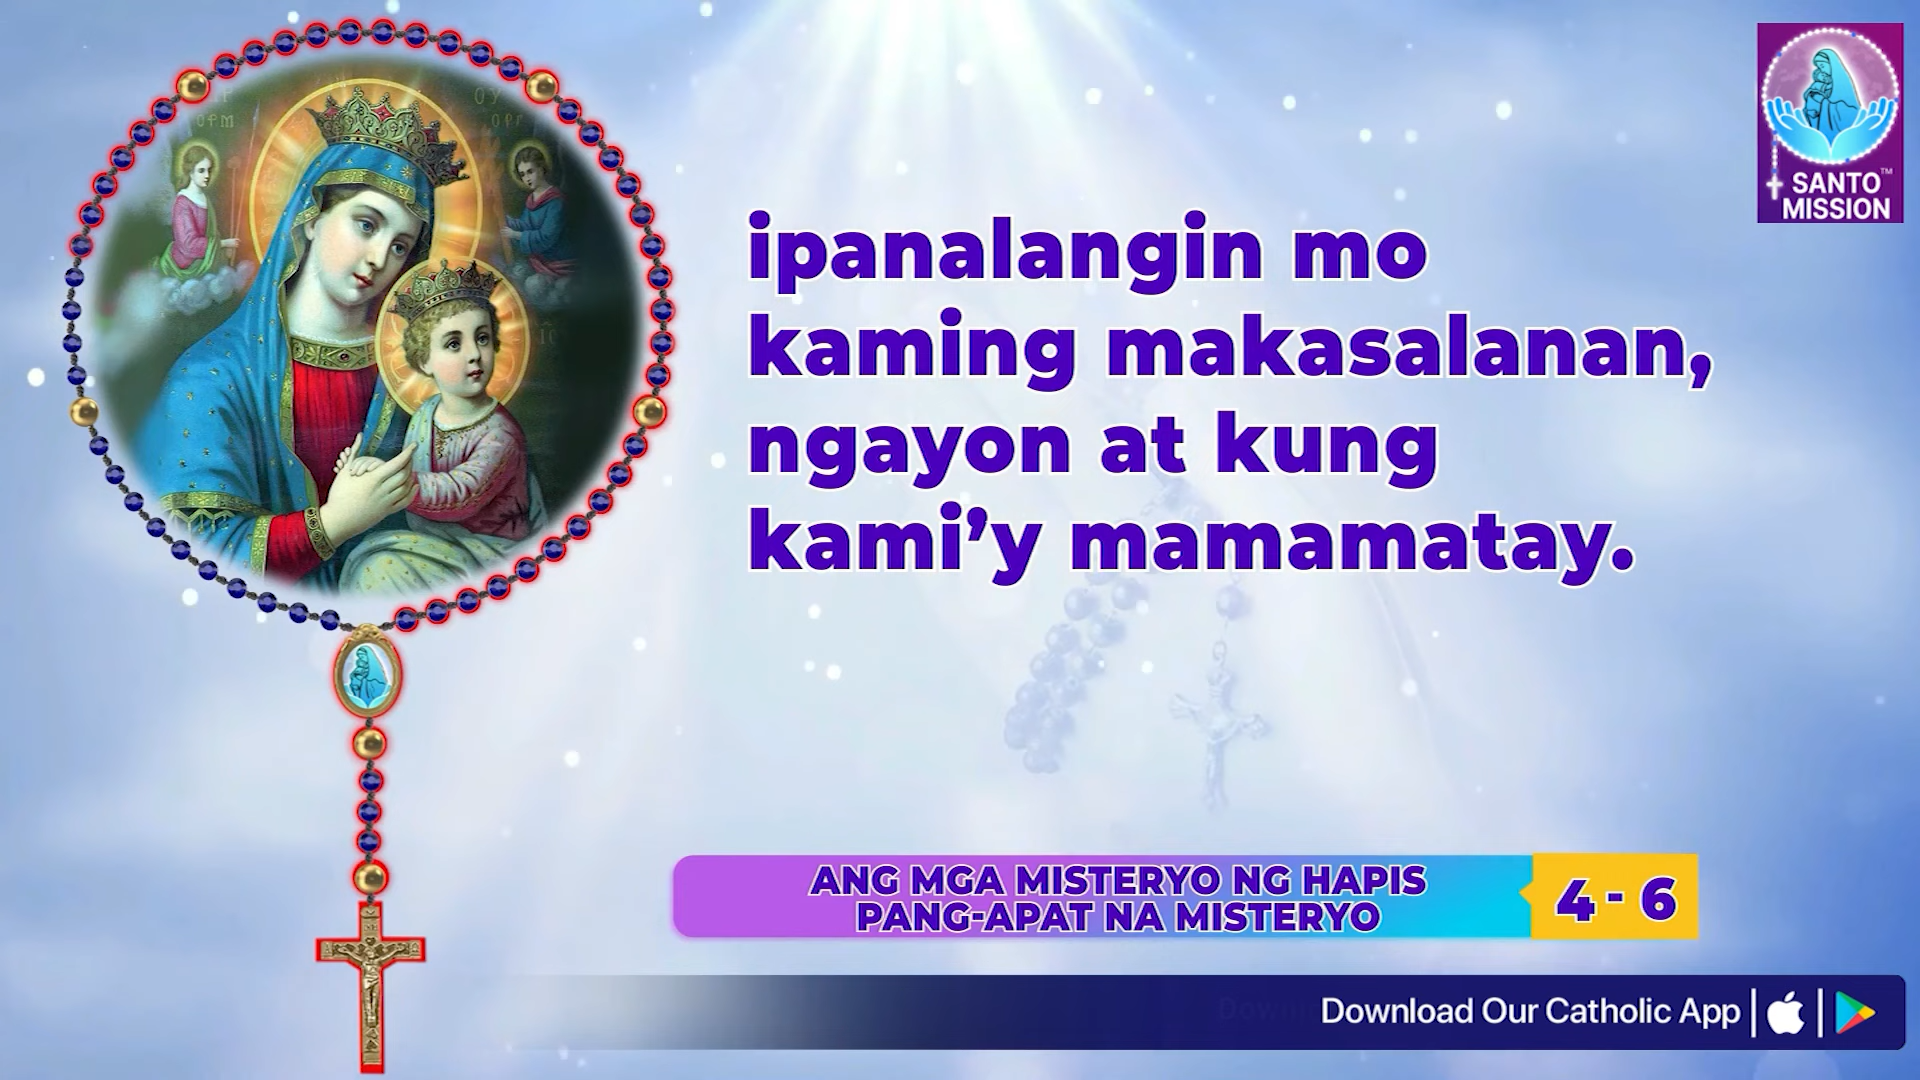 SANTO™
MISSION
ipanalangin mo
kaming makasalanan,
ngayon at kung
kami’y mamamatay.
ANG MGA MISTERYO NG HAPIS
PANG-APAT NA MISTERYO
4 - 6
Download Our Catholic App